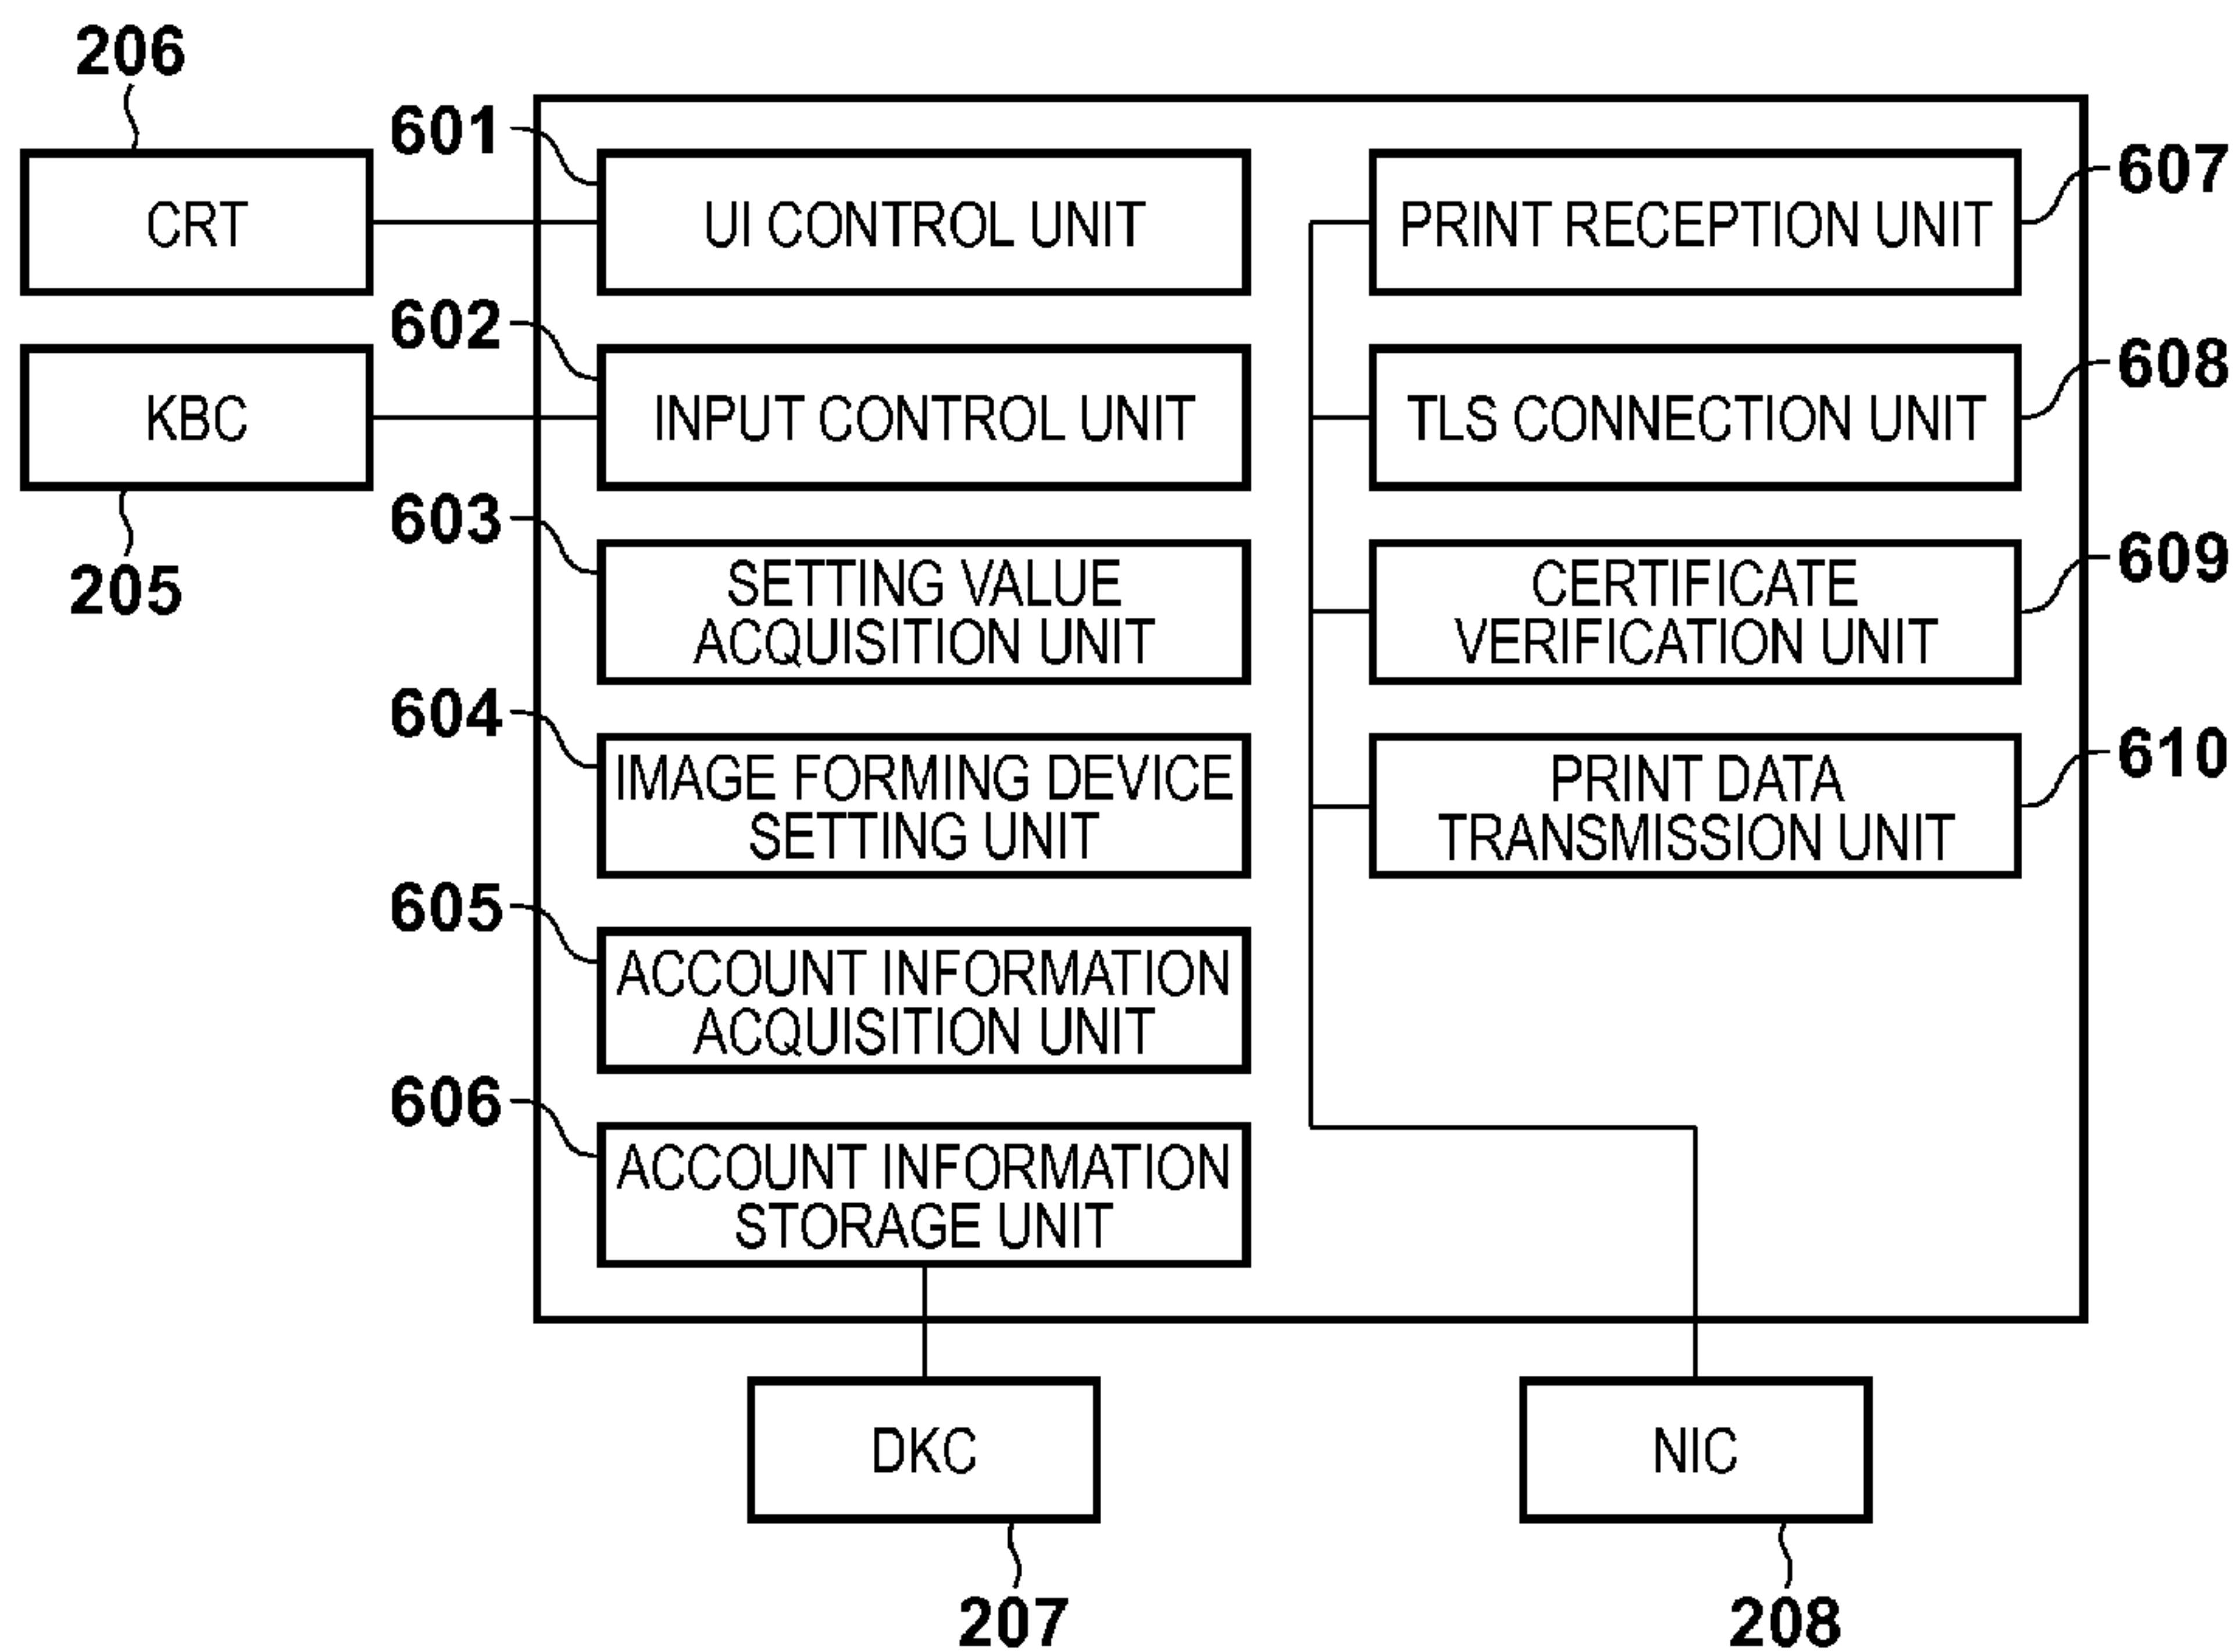 206
CRT
KBC
205
601
UI CONTROL UNIT
602
INPUT CONTROL UNIT
603
SETTING VALUE
ACQUISITION UNIT
604
IMAGE FORMING DEVICE
SETTING UNIT
605
ACCOUNT INFORMATION
ACQUISITION UNIT
606
ACCOUNT INFORMATION
STORAGE UNIT
607
PRINT RECEPTION UNIT
608
TLS CONNECTION UNIT
609
CERTIFICATE
VERIFICATION UNIT
610
PRINT DATA
TRANSMISSION UNIT
DKC
207
NIC
208